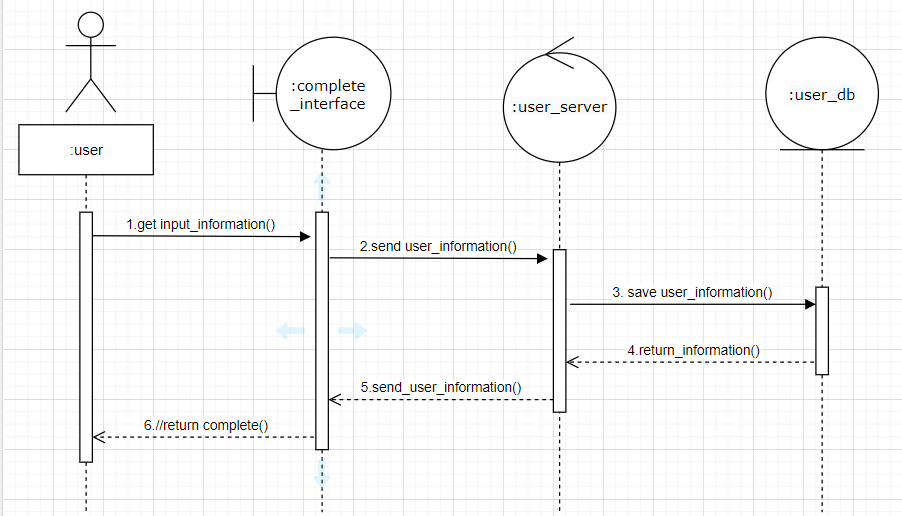 :complete
_interface
:user_server
:user_db
:user
1.get input_information()
2.send user_information()
3. save user_information()
4.return_information()
5.send_user_information()
6.//return complete()